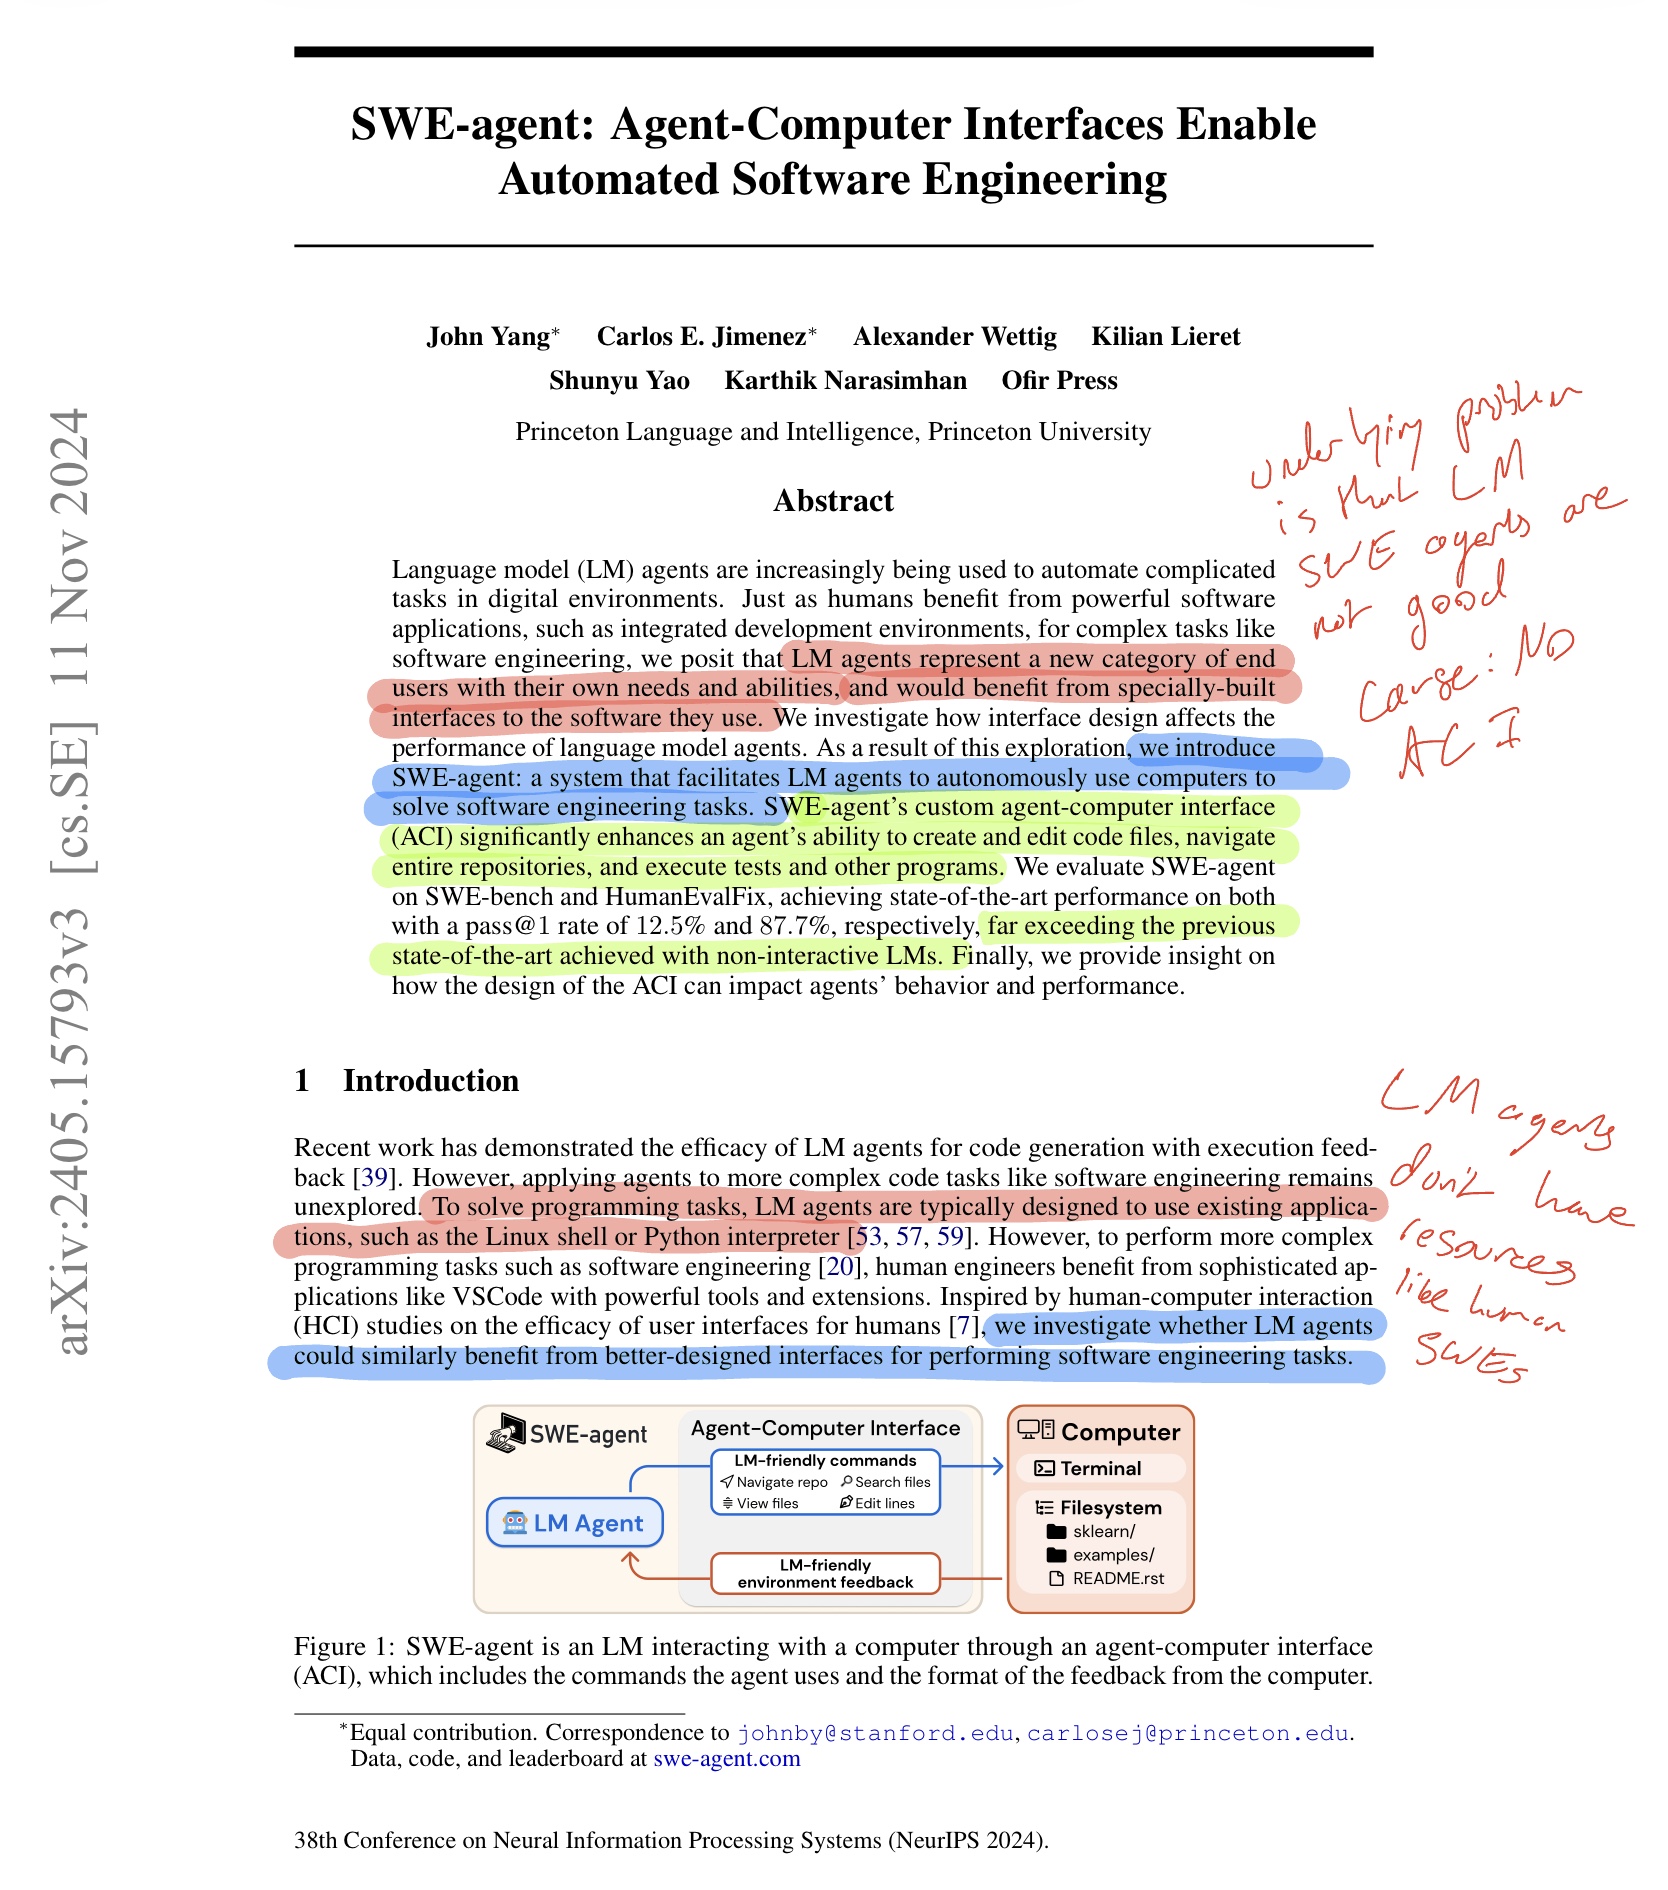 SWE-agent: Agent-Computer Interfaces Enable
Automated Software Engineering
John Yang* Carlos E. Jimenez* Alexander Wettig Kilian Lieret
Shunyu Yao Karthik Narasimhan Ofir Press
Princeton Language and Intelligence, Princeton University
underlying problem
is that LM
SWE agents are
not good
Cause: NO
ACI
arXiv:2405.15793v3 [cs.SE] 11 Nov 2024
Abstract
Language model (LM) agents are increasingly being used to automate complicated
tasks in digital environments. Just as humans benefit from powerful software
applications, such as integrated development environments, for complex tasks like
software engineering, we posit that LM agents represent a new category of end
users with their own needs and abilities, and would benefit from specially-built
interfaces to the software they use. We investigate how interface design affects the
performance of language model agents. As a result of this exploration, we introduce
SWE-agent: a system that facilitates LM agents to autonomously use computers to
solve software engineering tasks. SWE-agent's custom agent-computer interface
(ACI) significantly enhances an agent's ability to create and edit code files, navigate
entire repositories, and execute tests and other programs. We evaluate SWE-agent
on SWE-bench and HumanEvalFix, achieving state-of-the-art performance on both
with a pass@1 rate of 12.5% and 87.7%, respectively, far exceeding the previous
state-of-the-art achieved with non-interactive LMs. Finally, we provide insight on
how the design of the ACI can impact agents' behavior and performance.
1 Introduction
Recent work has demonstrated the efficacy of LM agents for code generation with execution feed-
back [39]. However, applying agents to more complex code tasks like software engineering remains
unexplored. To solve programming tasks, LM agents are typically designed to use existing applica-
tions, such as the Linux shell or Python interpreter [53, 57, 59]. However, to perform more complex
programming tasks such as software engineering [20], human engineers benefit from sophisticated ap-
plications like VSCode with powerful tools and extensions. Inspired by human-computer interaction
(HCI) studies on the efficacy of user interfaces for humans [7], we investigate whether LM agents
could similarly benefit from better-designed interfaces for performing software engineering tasks.
LM agents
don't have
resources
like human
SWEs
SWE-agent
LM Agent
Agent-Computer Interface
LM-friendly commands
Navigate repo Search files
View files Edit lines
LM-friendly
environment feedback
Computer
Terminal
Filesystem
sklearn/
examples/
README.rst
Figure 1: SWE-agent is an LM interacting with a computer through an agent-computer interface
(ACI), which includes the commands the agent uses and the format of the feedback from the computer.
*Equal contribution. Correspondence to johnby@stanford.edu, carlosej@princeton.edu.
Data, code, and leaderboard at swe-agent.com
38th Conference on Neural Information Processing Systems (NeurIPS 2024).